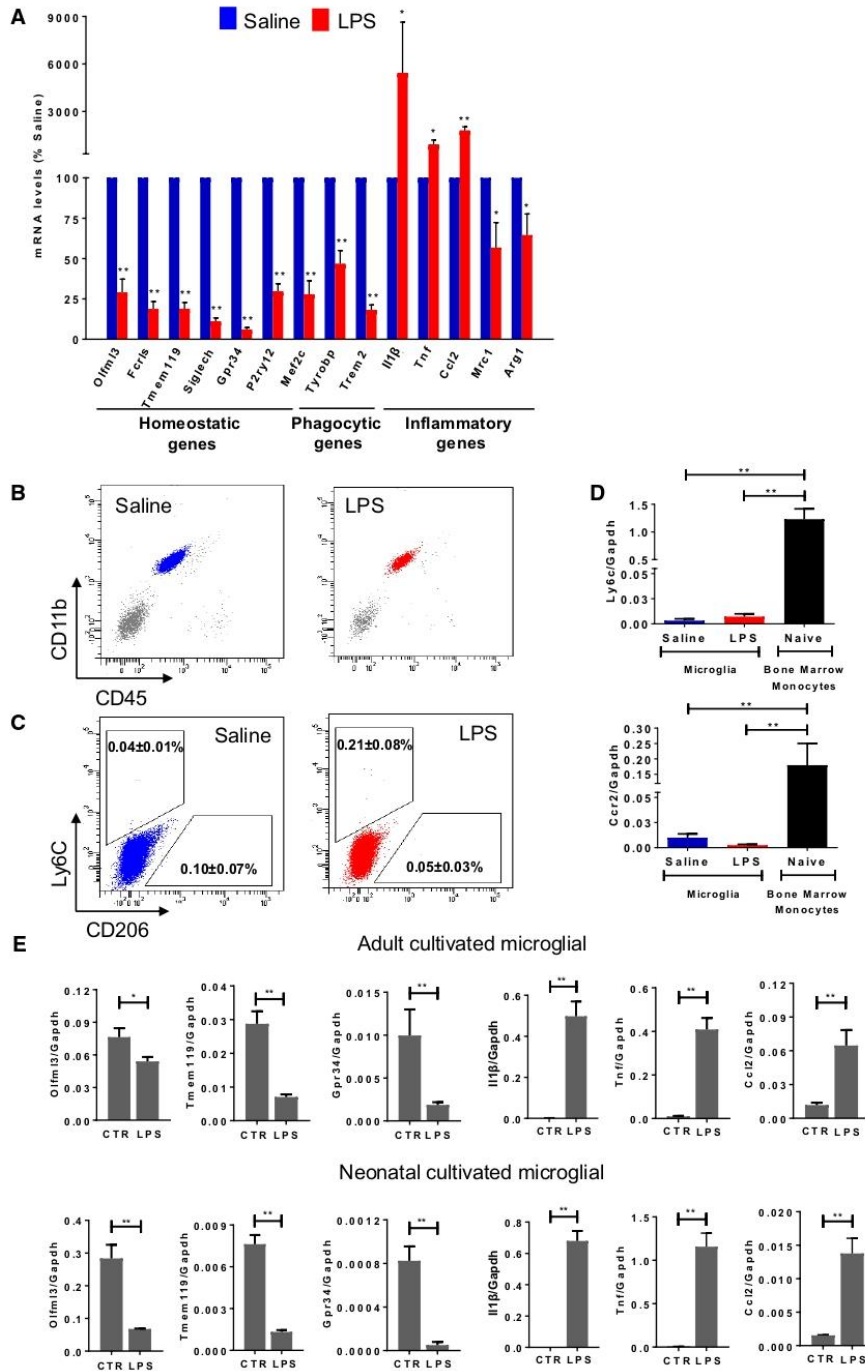 A
Saline LPS
mRNA levels (% Saline)
9000
6000
3000
100
75
50
25
0
** ** ** ** ** ** ** ** ** * * ** * *
Olfml3 Fcrls Tmem119 Siglech Gpr34 P2ry12 Mef2c Tyrobp Trem2 Il1β Tnf Ccl2 Mrc1 Arg1
Homeostatic genes
Phagocytic genes
Inflammatory genes
B
Saline
LPS
CD11b
CD45
C
Saline
0.04±0.01%
0.10±0.07%
LPS
0.21±0.08%
0.05±0.03%
Ly6C
CD206
D
**
**
Ly6c/Gapdh
1.5
1.0
0.5
0.05
0.03
0.00
Saline LPS Naive
Microglia Bone Marrow
Monocytes
**
**
Ccr2/Gapdh
0.30
0.20
0.10
0.05
0.03
0.00
Saline LPS Naive
Microglia Bone Marrow
Monocytes
E
Adult cultivated microglial
Olfml3/Gapdh
0.12
0.09
0.06
0.03
0.00
*
CTR LPS
Tmem119/Gapdh
0.04
0.03
0.02
0.01
0.00
**
CTR LPS
Gpr34/Gapdh
0.015
0.010
0.005
0.000
**
CTR LPS
Il1β/Gapdh
0.6
0.4
0.2
0.0
**
CTR LPS
Tnf/Gapdh
0.6
0.4
0.2
0.0
**
CTR LPS
Ccl2/Gapdh
0.12
0.09
0.06
0.03
0.00
**
CTR LPS
Neonatal cultivated microglial
Olfml3/Gapdh
0.4
0.3
0.2
0.1
0.0
**
CTR LPS
Tmem119/Gapdh
0.009
0.006
0.003
0.000
**
CTR LPS
Gpr34/Gapdh
0.0012
0.0008
0.0004
0.0000
**
CTR LPS
Il1β/Gapdh
0.8
0.6
0.4
0.2
0.0
**
CTR LPS
Tnf/Gapdh
1.5
1.0
0.5
0.0
**
CTR LPS
Ccl2/Gapdh
0.020
0.015
0.010
0.005
0.000
**
CTR LPS